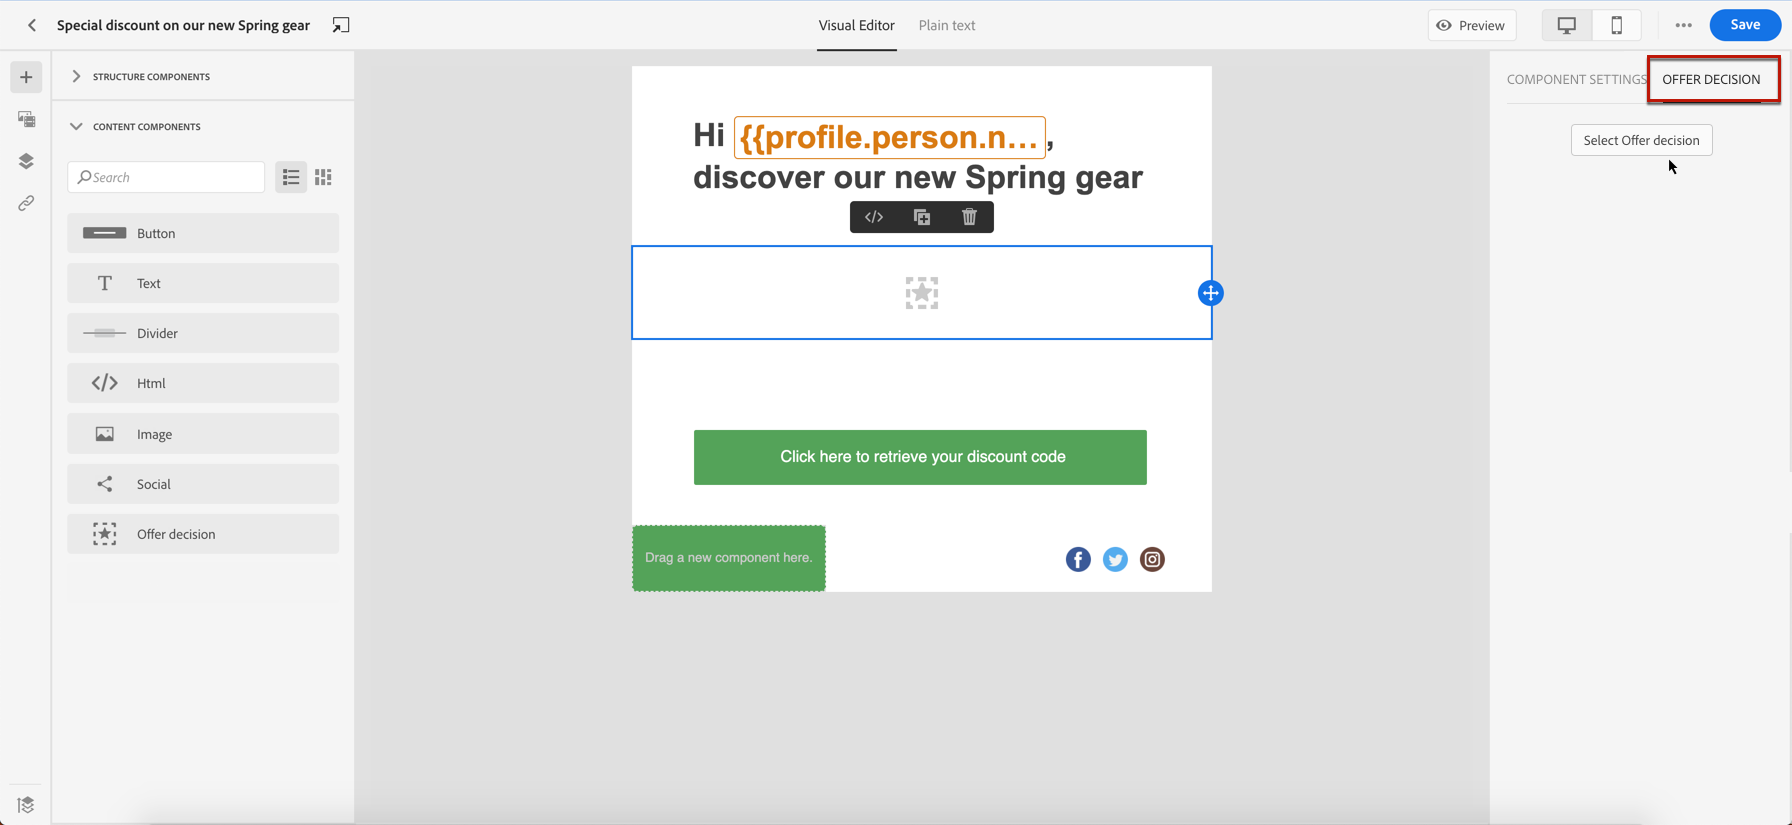 Special discount on our new Spring gear
Visual Editor
Plain text
Preview
Save
STRUCTURE COMPONENTS
CONTENT COMPONENTS
Search
Button
Text
Divider
Html
Image
Social
Offer decision
Hi {{profile.person.n... ,
discover our new Spring gear
Click here to retrieve your discount code
Drag a new component here.
COMPONENT SETTINGS
OFFER DECISION
Select Offer decision